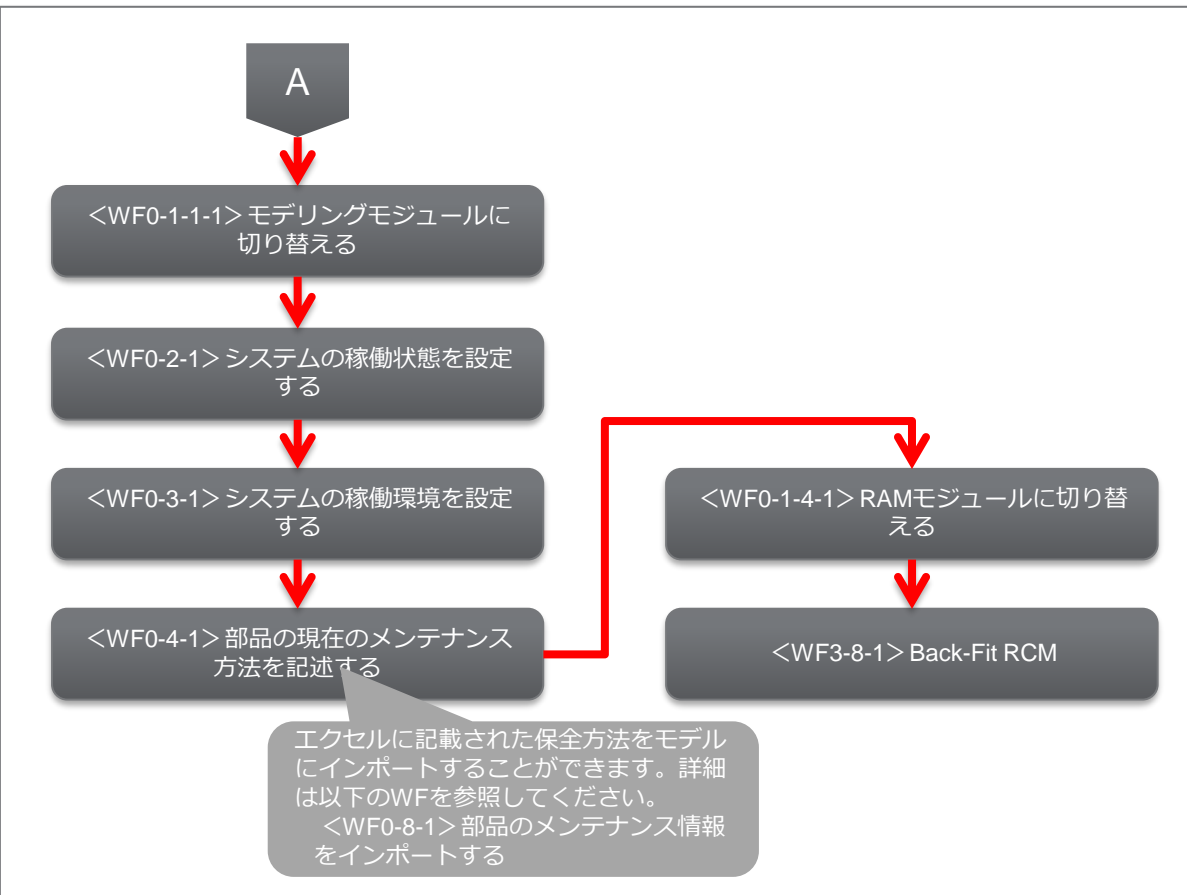 A
＜WF0-1-1-1＞モデリングモジュールに
切り替える
＜WF0-2-1＞システムの稼働状態を設定
する
＜WF0-3-1＞システムの稼働環境を設定
する
＜WF0-4-1＞部品の現在のメンテナンス
方法を記述する
エクセルに記載された保全方法をモデル
にインポートすることができます。詳細
は以下のWFを参照してください。
＜WF0-8-1＞部品のメンテナンス情報
をインポートする
＜WF0-1-4-1＞RAMモジュールに切り替
える
＜WF3-8-1＞Back-Fit RCM